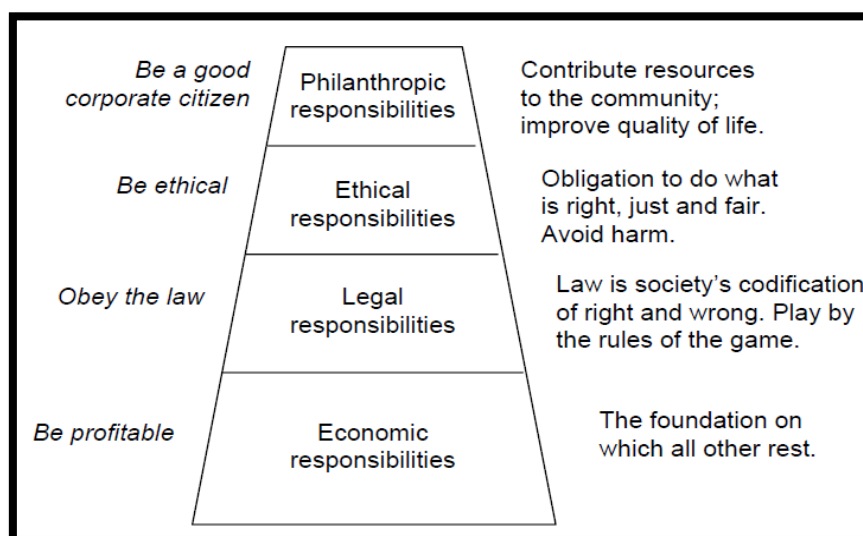 Be a good
corporate citizen
Philanthropic
responsibilities
Contribute resources
to the community;
improve quality of life.
Be ethical
Ethical
responsibilities
Obligation to do what
is right, just and fair.
Avoid harm.
Obey the law
Legal
responsibilities
Law is society’s codification
of right and wrong. Play by
the rules of the game.
Be profitable
Economic
responsibilities
The foundation on
which all other rest.